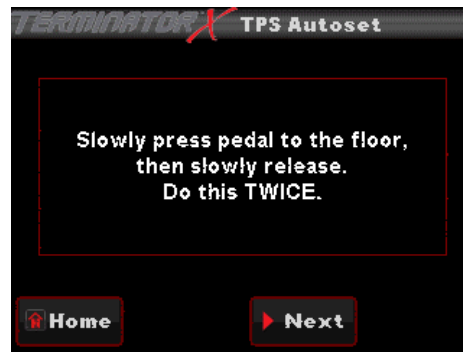 TERMINATOR X TPS Autoset
Slowly press pedal to the floor,
then slowly release.
Do this TWICE.
Home Next